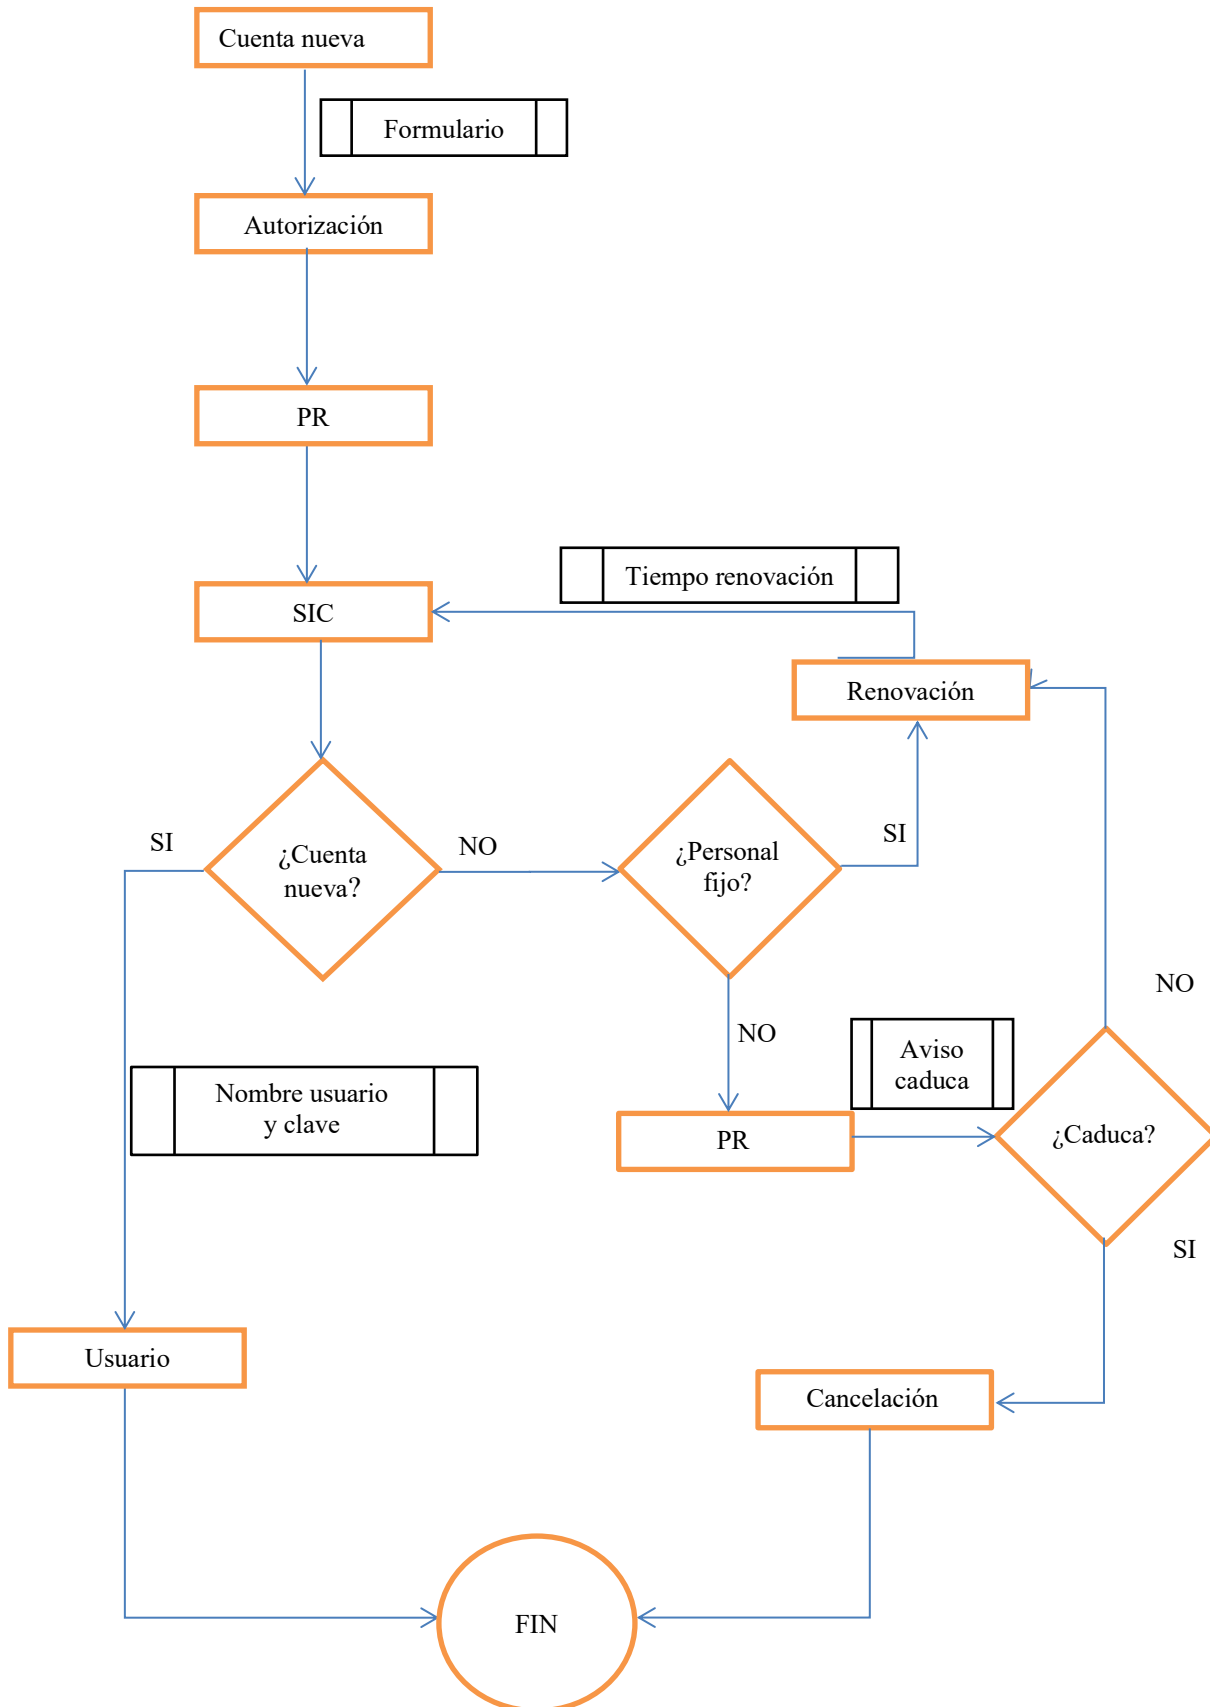 Cuenta nueva
Formulario
Autorización
PR
Tiempo renovación
SIC
Renovación
SI
¿Cuenta
nueva?
NO
¿Personal
fijo?
SI
NO
NO
Aviso
caduca
Nombre usuario
y clave
PR
¿Caduca?
SI
Usuario
Cancelación
FIN